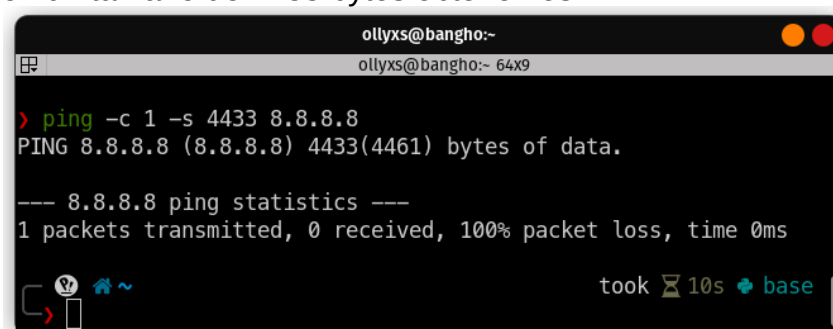 ollyxs@bangho:~
ollyxs@bangho:~ 64x9
❯ ping -c 1 -s 4433 8.8.8.8
PING 8.8.8.8 (8.8.8.8) 4433(4461) bytes of data.
--- 8.8.8.8 ping statistics ---
1 packets transmitted, 0 received, 100% packet loss, time 0ms
~ took 10s base
❯